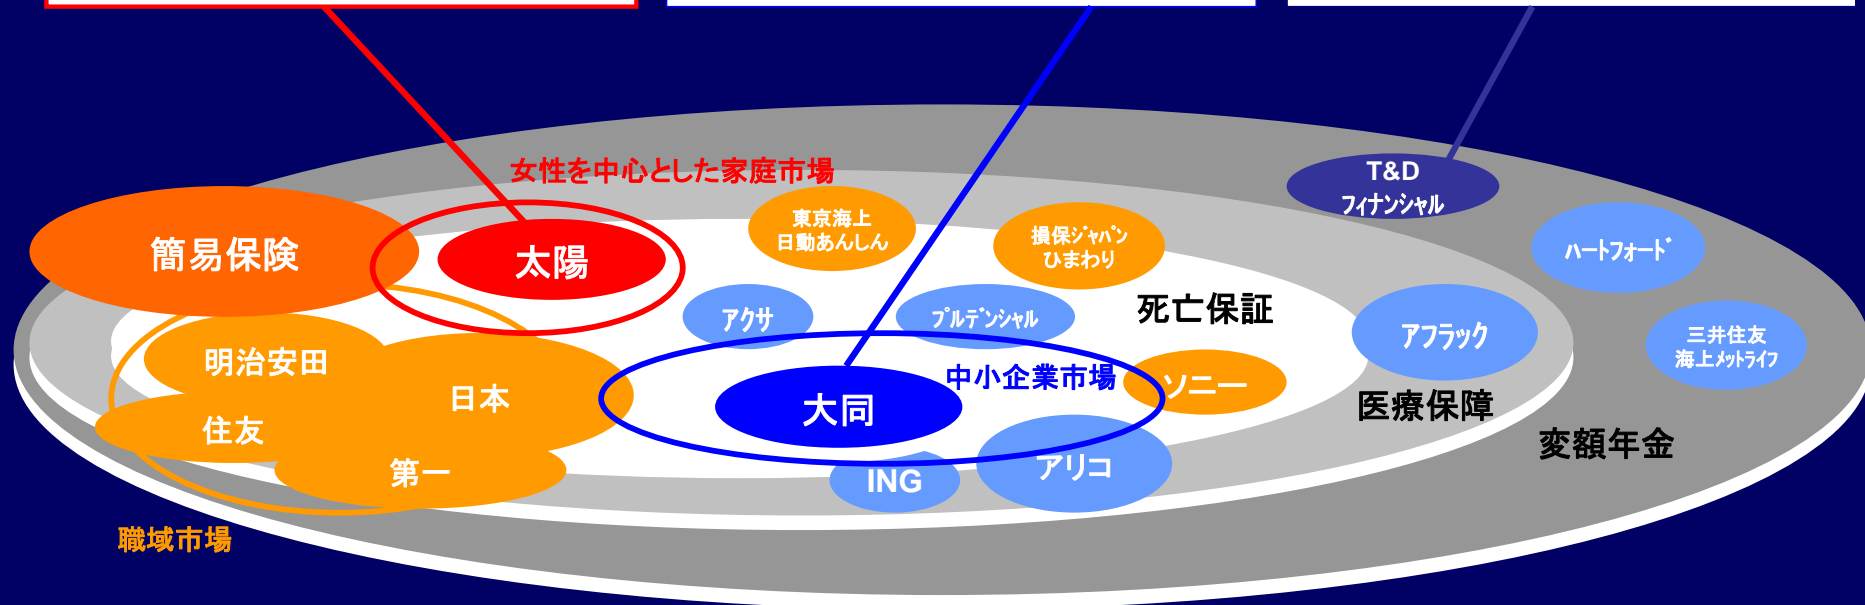 女性を中心とした家庭市場
T&D
フィナンシャル
東京海上
日動あんしん
損保ｼﾞｬﾊﾟﾝ
ひまわり
ハートフォード
簡易保険
太陽
アクサ
プルデンシャル
死亡保証
アフラック
三井住友
海上メットライフ
明治安田
日本
中小企業市場
ソニー
大同
医療保障
住友
変額年金
第一
ING
アリコ
職域市場